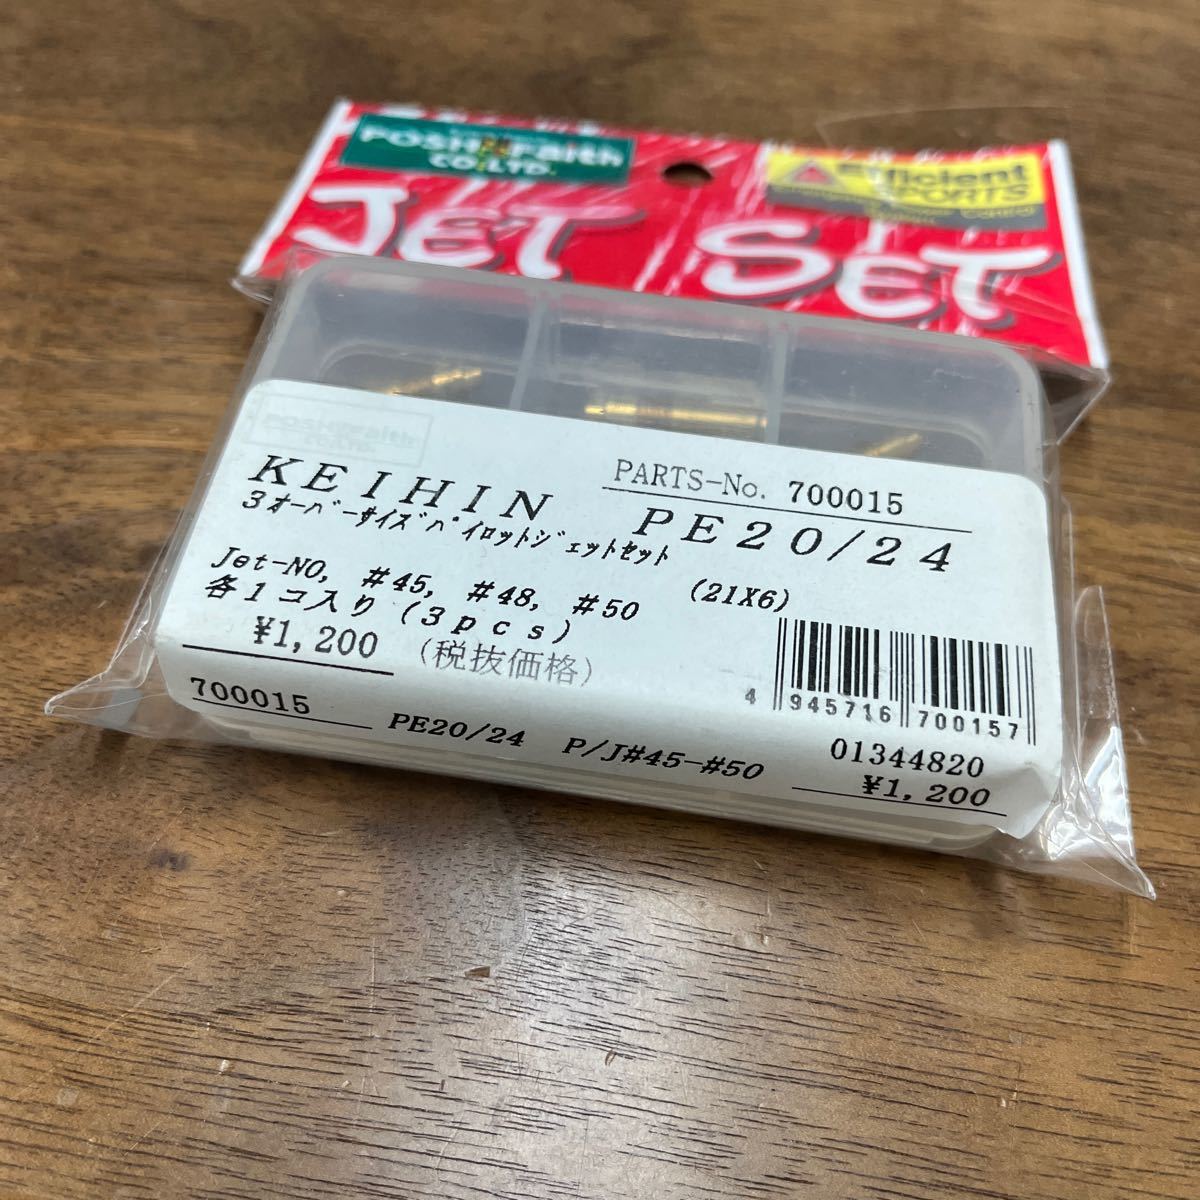 POSH Faith
CO.LTD.
Efficient
SPORTS
JET SET
POSH Faith
CO.LTD.
PARTS-No. 700015
KEIHIN PE20/24
3オーバーサイズパイロットジェットセット
(21X6)
Jet-NO, #45, #48, #50
各1コ入り (3pcs)
¥1,200 (税抜価格)
4 945716 700157
700015 PE20/24 P/J#45-#50 01344820
¥1,200